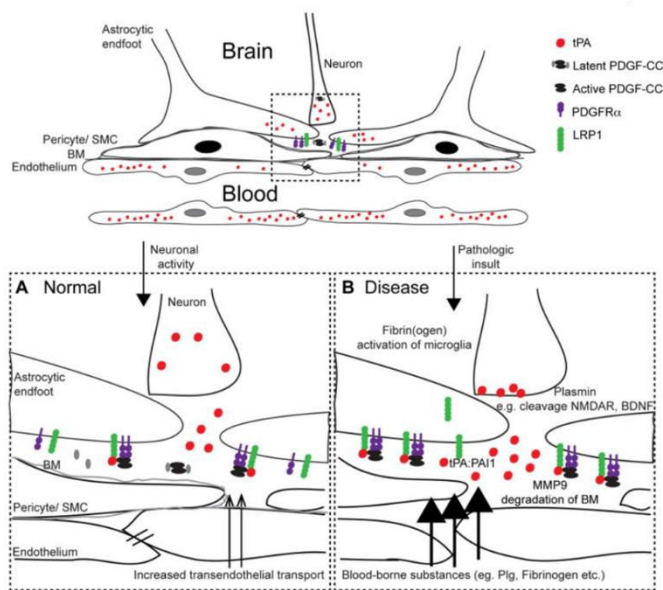 Astrocytic
endfoot
Brain
Neuron
tPA
Latent PDGF-CC
Active PDGF-CC
PDGFRα
LRP1
Pericyte/ SMC
BM
Endothelium
Blood
Neuronal
activity
Pathologic
insult
A Normal
Neuron
Astrocytic
endfoot
BM
Pericyte/ SMC
Endothelium
Increased transendothelial transport
B Disease
Fibrin(ogen)
activation of microglia
Plasmin
e.g. cleavage NMDAR, BDNF
tPA:PAI1
MMP9
degradation of BM
Blood-borne substances (eg. Plg, Fibrinogen etc.)